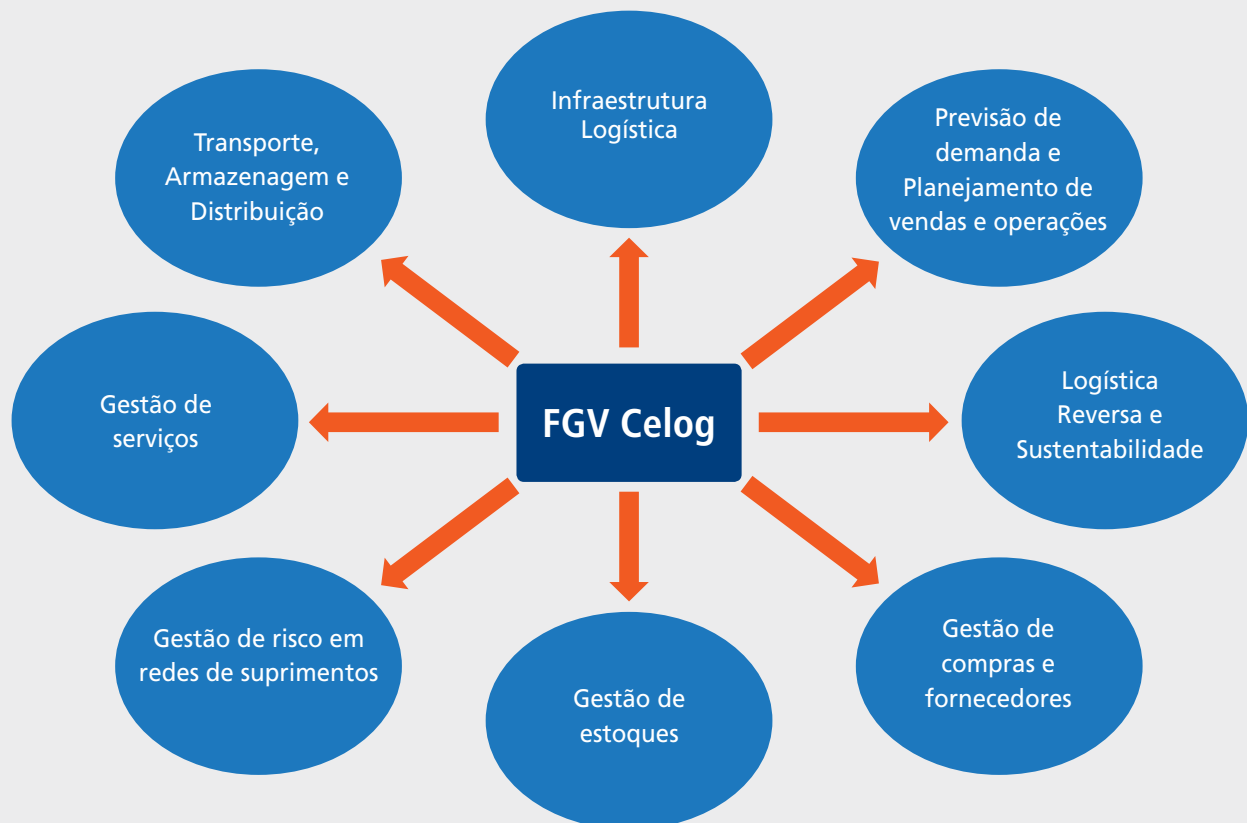 Infraestrutura
Logística
Transporte,
Armazenagem e
Distribuição
Previsão de
demanda e
Planejamento de
vendas e operações
Gestão de
serviços
FGV Celog
Logística
Reversa e
Sustentabilidade
Gestão de risco em
redes de suprimentos
Gestão de
estoques
Gestão de
compras e
fornecedores